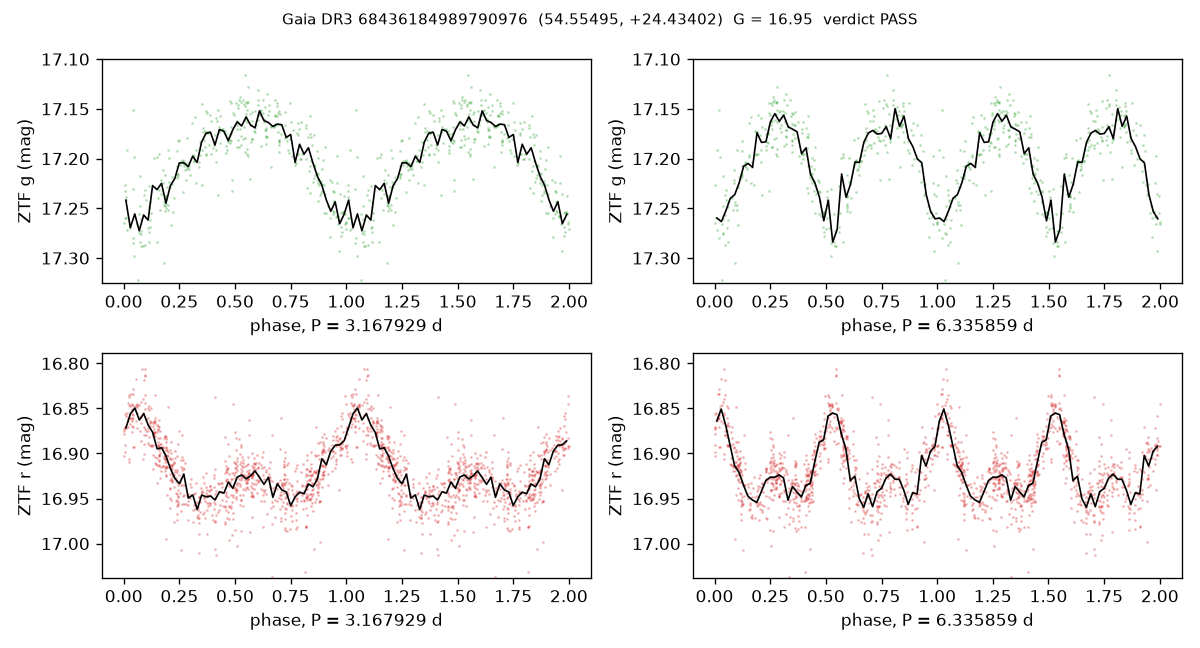 Gaia DR3 68436184989790976 (54.55495, +24.43402) G = 16.95 verdict PASS
17.10
17.15
17.20
17.25
17.30
ZTF g (mag)
0.00 0.25 0.50 0.75 1.00 1.25 1.50 1.75 2.00
phase, P = 3.167929 d
17.10
17.15
17.20
17.25
17.30
ZTF g (mag)
0.00 0.25 0.50 0.75 1.00 1.25 1.50 1.75 2.00
phase, P = 6.335859 d
16.80
16.85
16.90
16.95
17.00
ZTF r (mag)
0.00 0.25 0.50 0.75 1.00 1.25 1.50 1.75 2.00
phase, P = 3.167929 d
16.80
16.85
16.90
16.95
17.00
ZTF r (mag)
0.00 0.25 0.50 0.75 1.00 1.25 1.50 1.75 2.00
phase, P = 6.335859 d